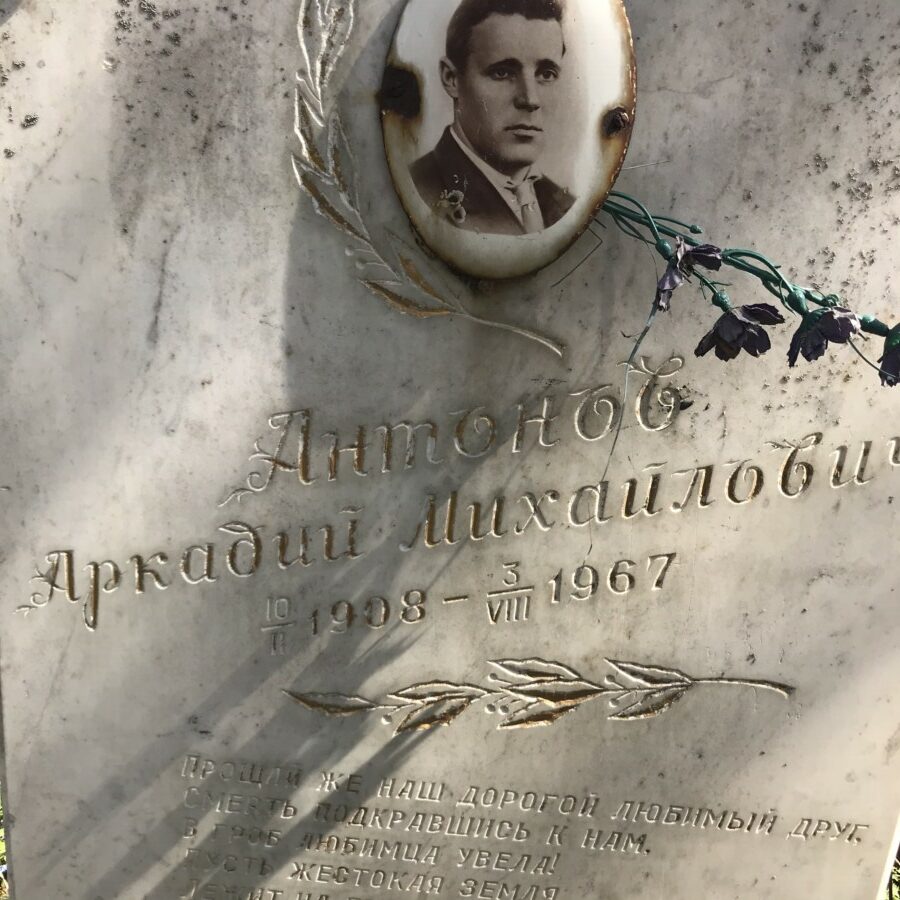 Антонов
Аркадий Михайлович
10/II 1908 – 3/VIII 1967
ПРОЩАЙ ЖЕ НАШ ДОРОГОЙ ЛЮБИМЫЙ ДРУГ.
СМЕРТЬ ПОДКРАВШИСЬ К НАМ,
В ГРОБ ЛЮБИМЦА УВЕЛА!
ПУСТЬ ЖЕСТОКАЯ ЗЕМЛЯ